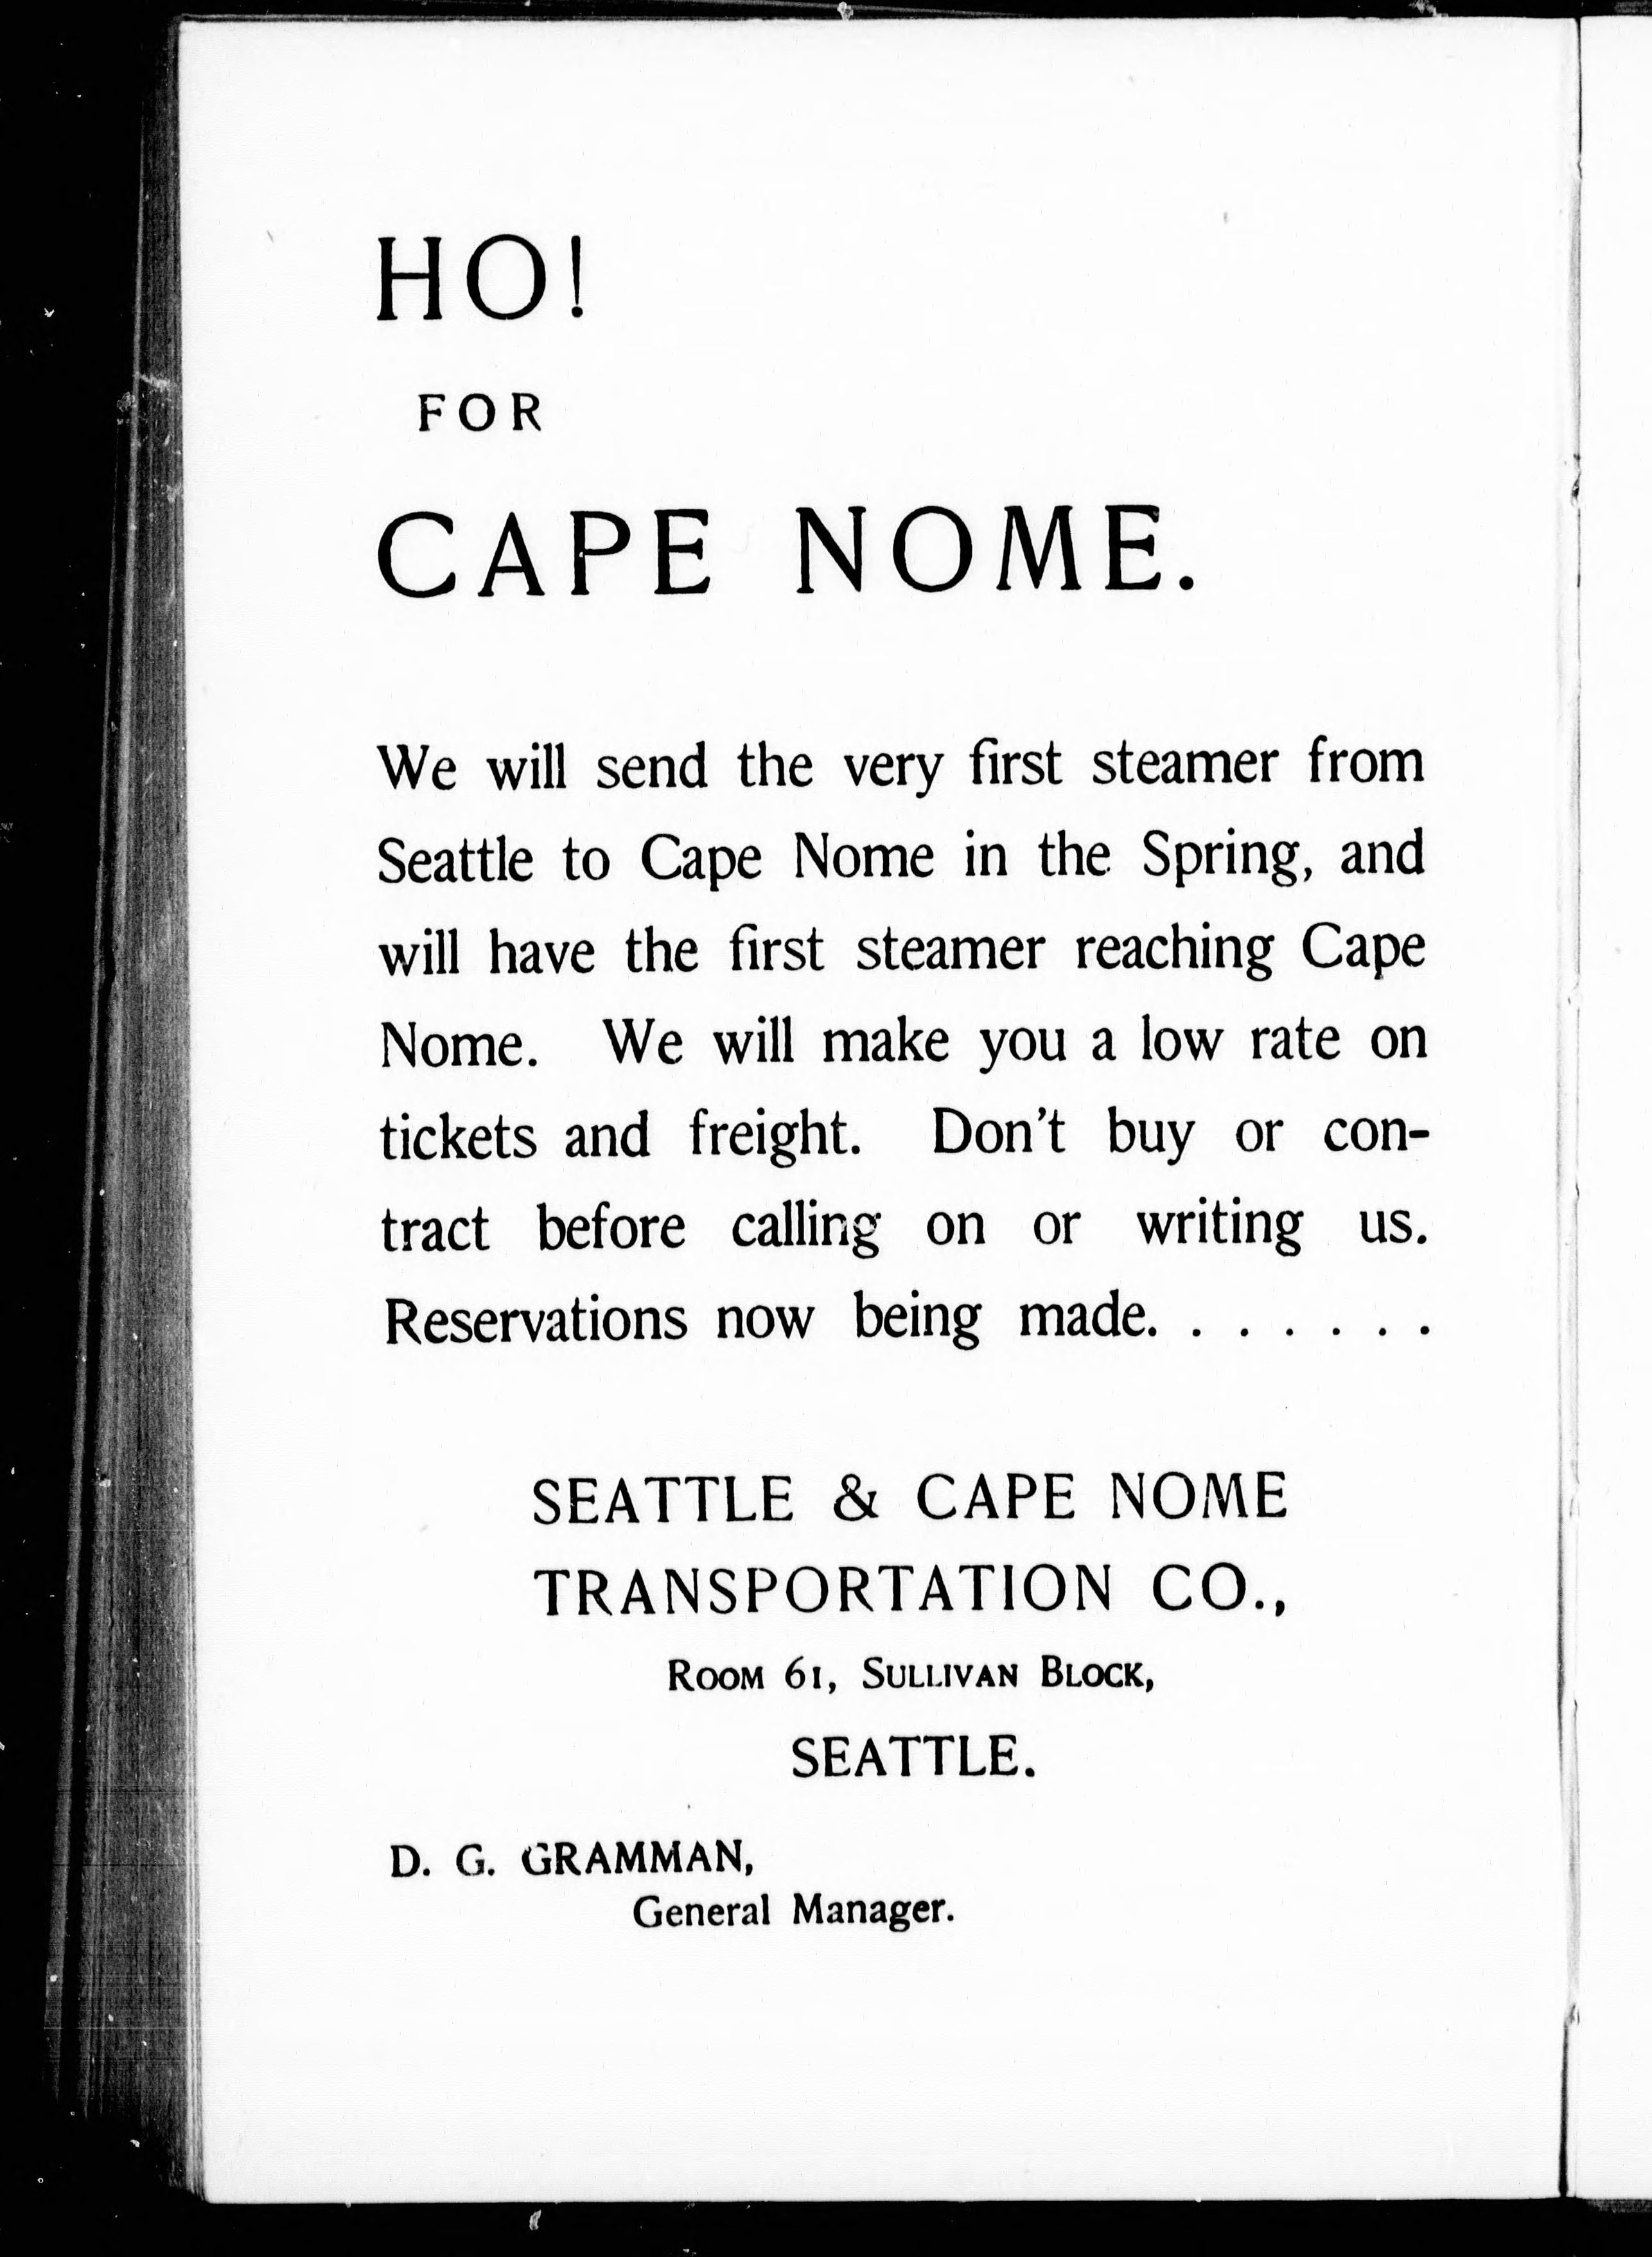 HO!
FOR
CAPE NOME.
We will send the very first steamer from
Seattle to Cape Nome in the Spring, and
will have the first steamer reaching Cape
Nome. We will make you a low rate on
tickets and freight. Don't buy or con-
tract before calling on or writing us.
Reservations now being made. . . . . . .
SEATTLE & CAPE NOME
TRANSPORTATION CO.,
ROOM 61, SULLIVAN BLOCK,
SEATTLE.
D. G. GRAMMAN,
General Manager.